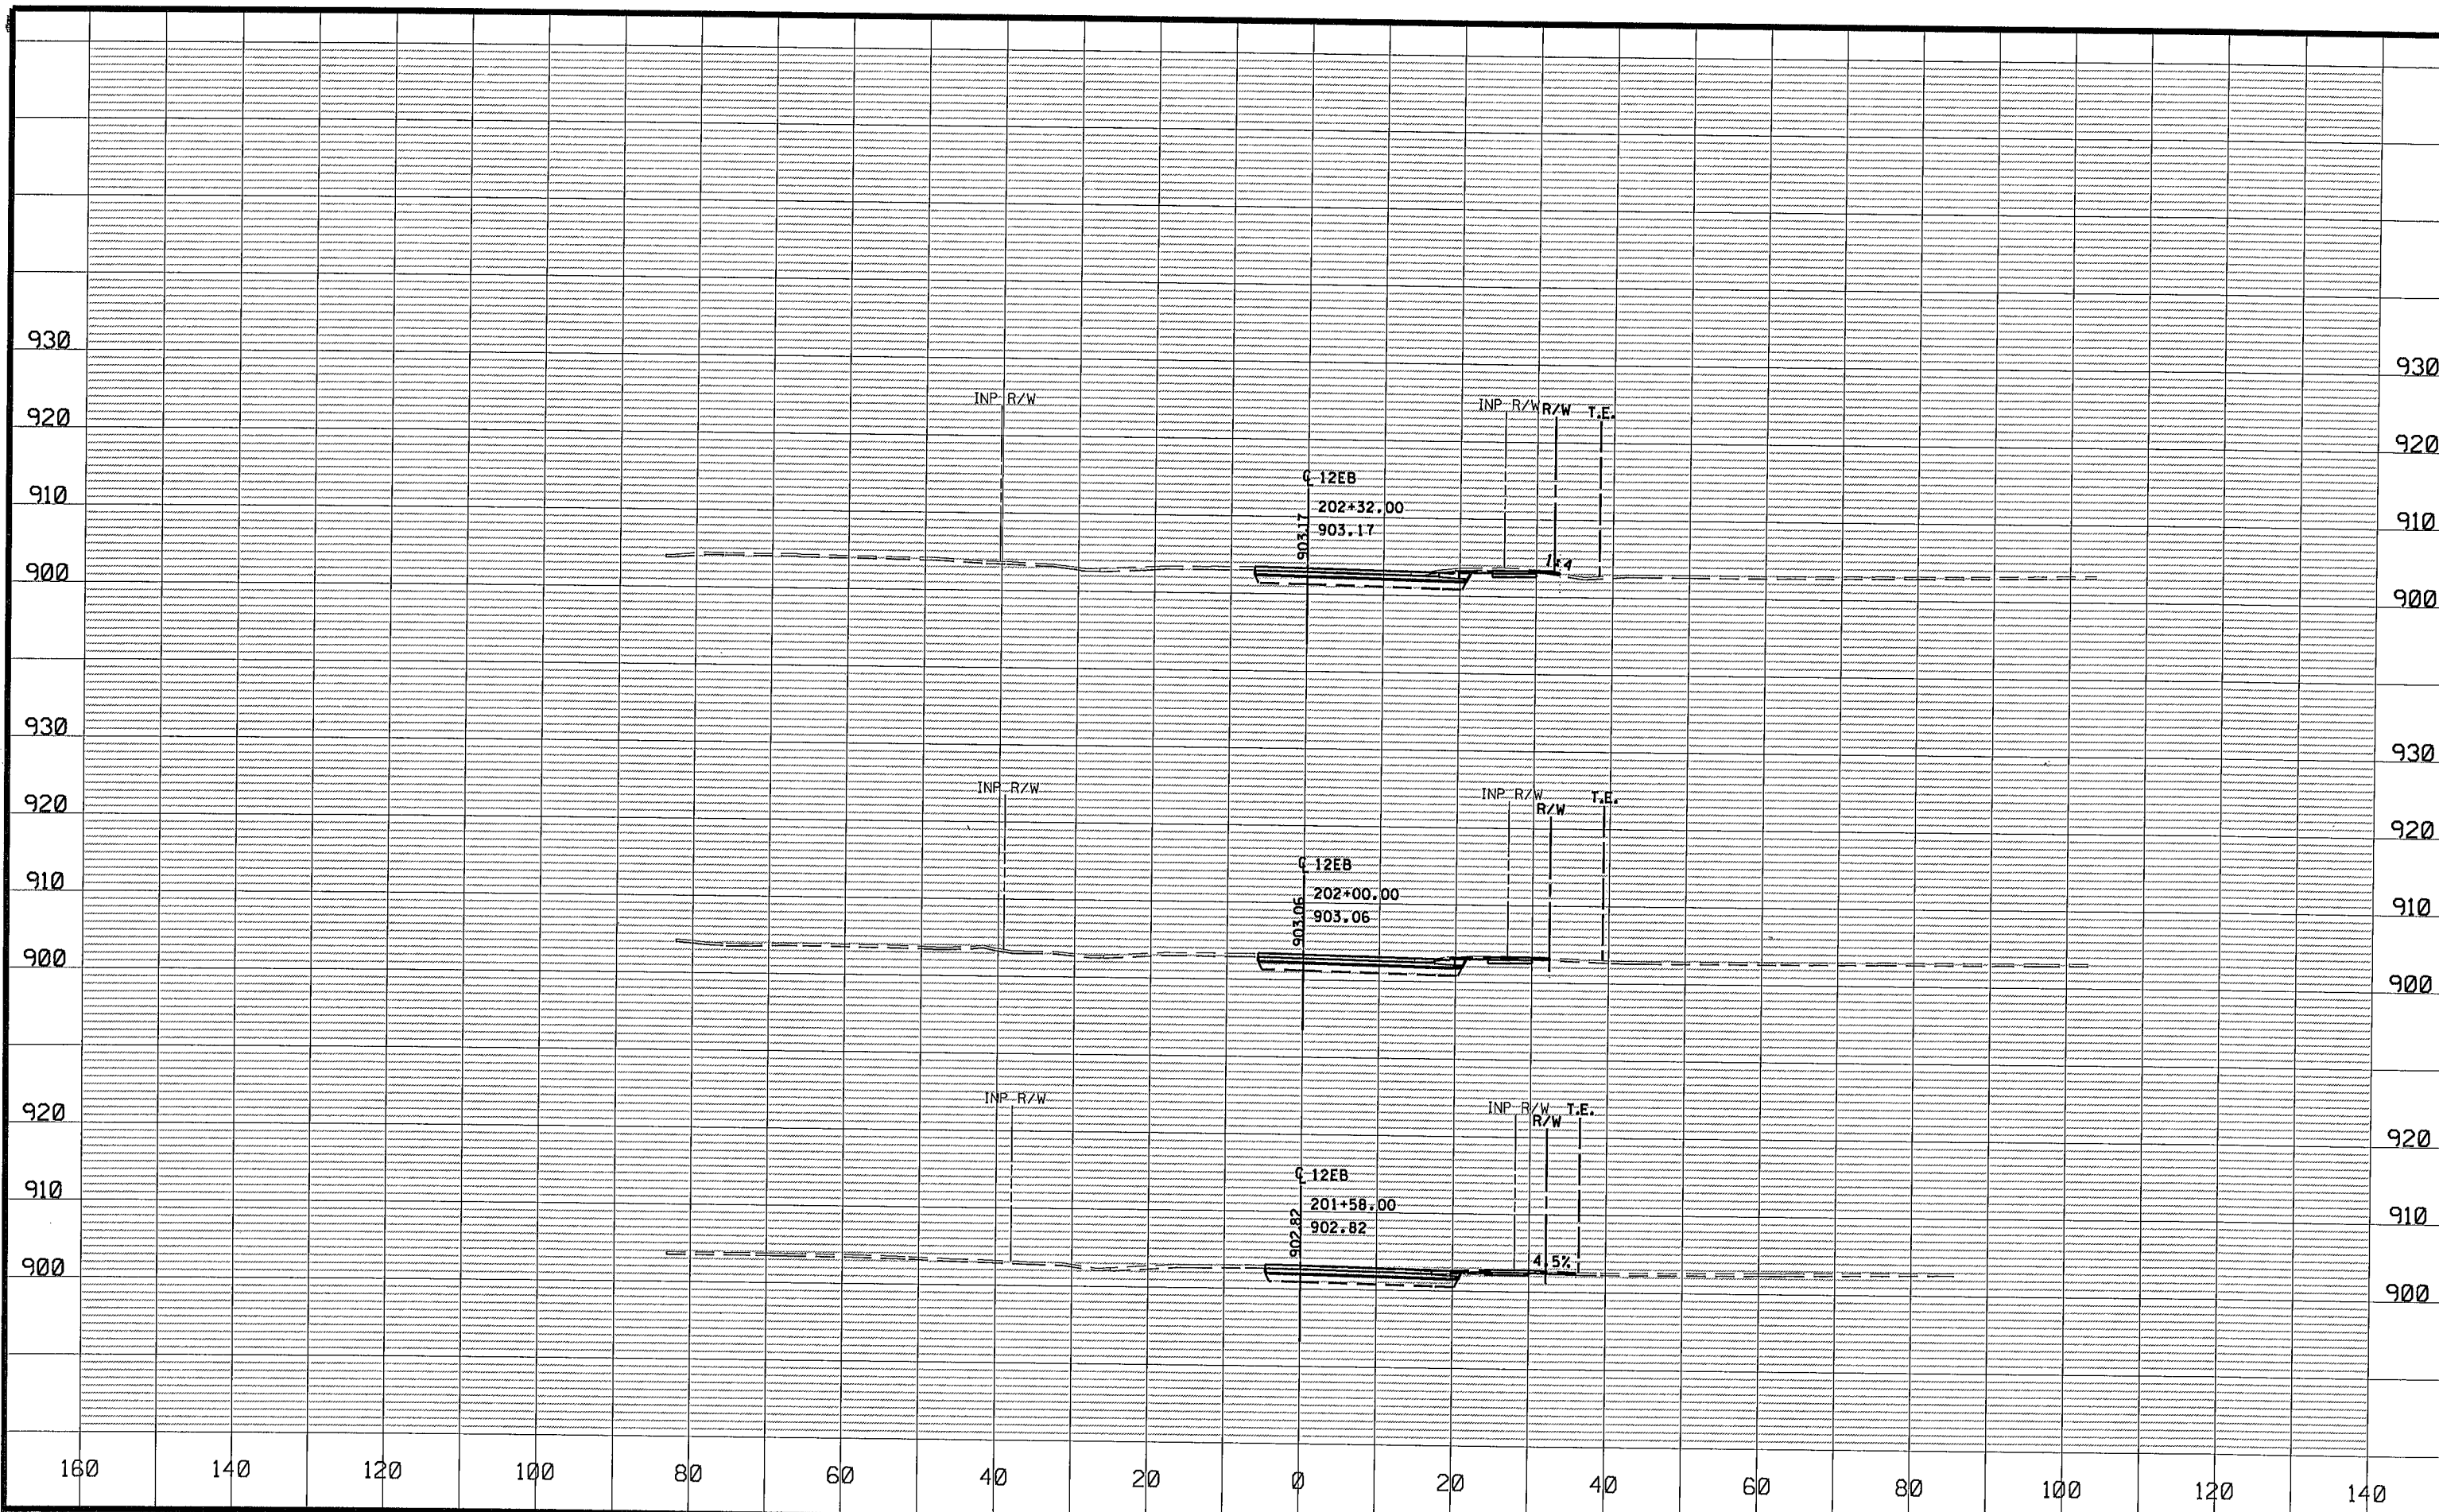 930 930
INP R/W INP R/W R/W T.E.
920 920
℄ 12EB
910 202+32.00 910
903.17 903.17
1:4
900 900
930 930
INP R/W INP R/W T.E.
920 R/W 920
℄ 12EB
910 202+00.00 910
903.06 903.06
900 900
INP R/W INP R/W T.E.
920 R/W 920
℄ 12EB
910 201+58.00 910
902.82 902.82
4.5%
900 900
160 140 120 100 80 60 40 20 0 20 40 60 80 100 120 140